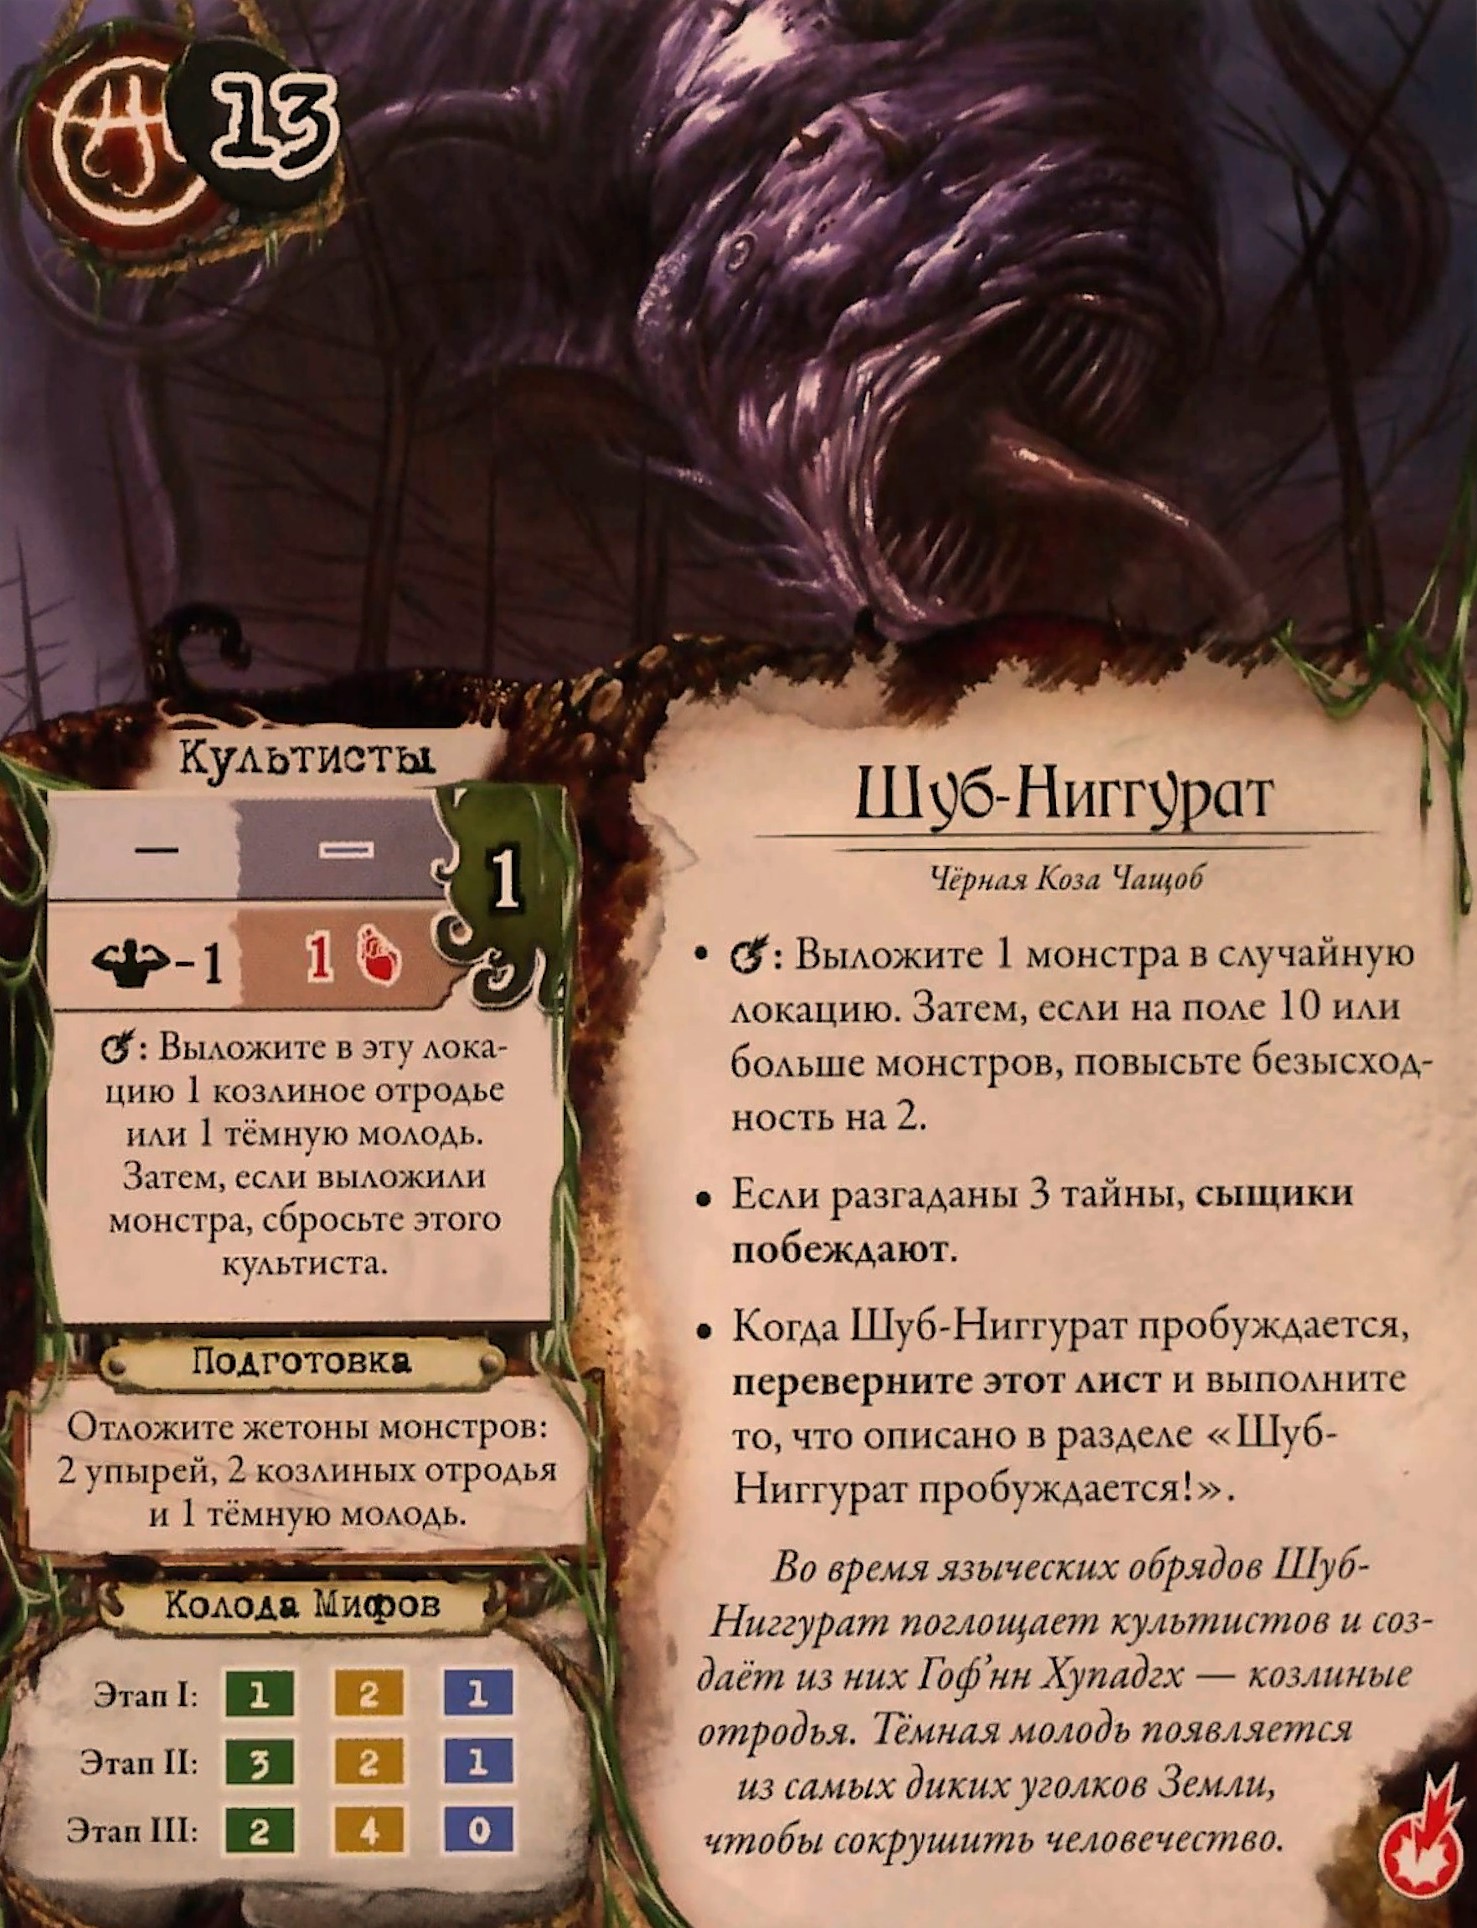 13
Культисты
— — 1
-1 1
: Выложите в эту лока-
цию 1 козлиное отродье
или 1 тёмную молодь.
Затем, если выложили
монстра, сбросьте этого
культиста.
Подготовка
Отложите жетоны монстров:
2 упырей, 2 козлиных отродья
и 1 тёмную молодь.
Колода Мифов
Этап I: 1 2 1
Этап II: 3 2 1
Этап III: 2 4 0
Шуб-Ниггурат
Чёрная Коза Чащоб
• : Выложите 1 монстра в случайную
локацию. Затем, если на поле 10 или
больше монстров, повысьте безысход-
ность на 2.
• Если разгаданы 3 тайны, сыщики
побеждают.
• Когда Шуб-Ниггурат пробуждается,
переверните этот лист и выполните
то, что описано в разделе «Шуб-
Ниггурат пробуждается!».
Во время языческих обрядов Шуб-
Ниггурат поглощает культистов и соз-
даёт из них Гоф’нн Хупадгх — козлиные
отродья. Тёмная молодь появляется
из самых диких уголков Земли,
чтобы сокрушить человечество.